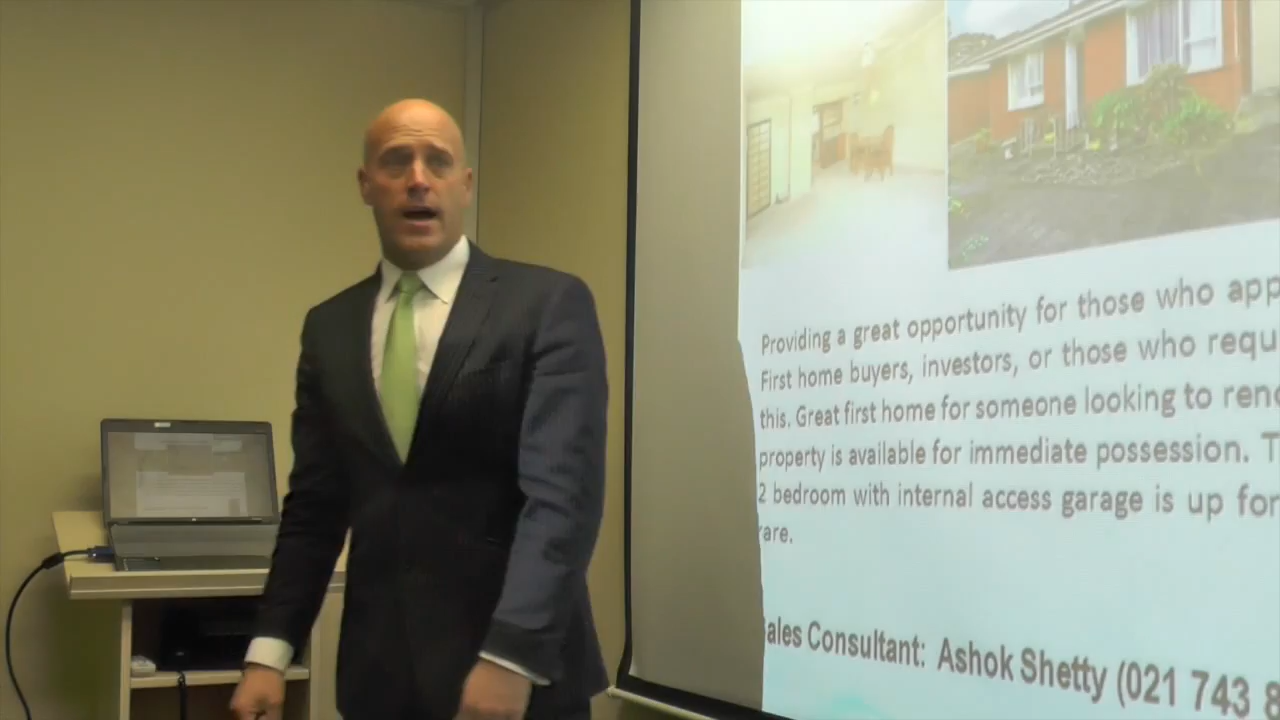 Providing a great opportunity for those who app
First home buyers, investors, or those who requ
this. Great first home for someone looking to reno
property is available for immediate possession. T
2 bedroom with internal access garage is up for
rare.
ales Consultant: Ashok Shetty (021 743 8